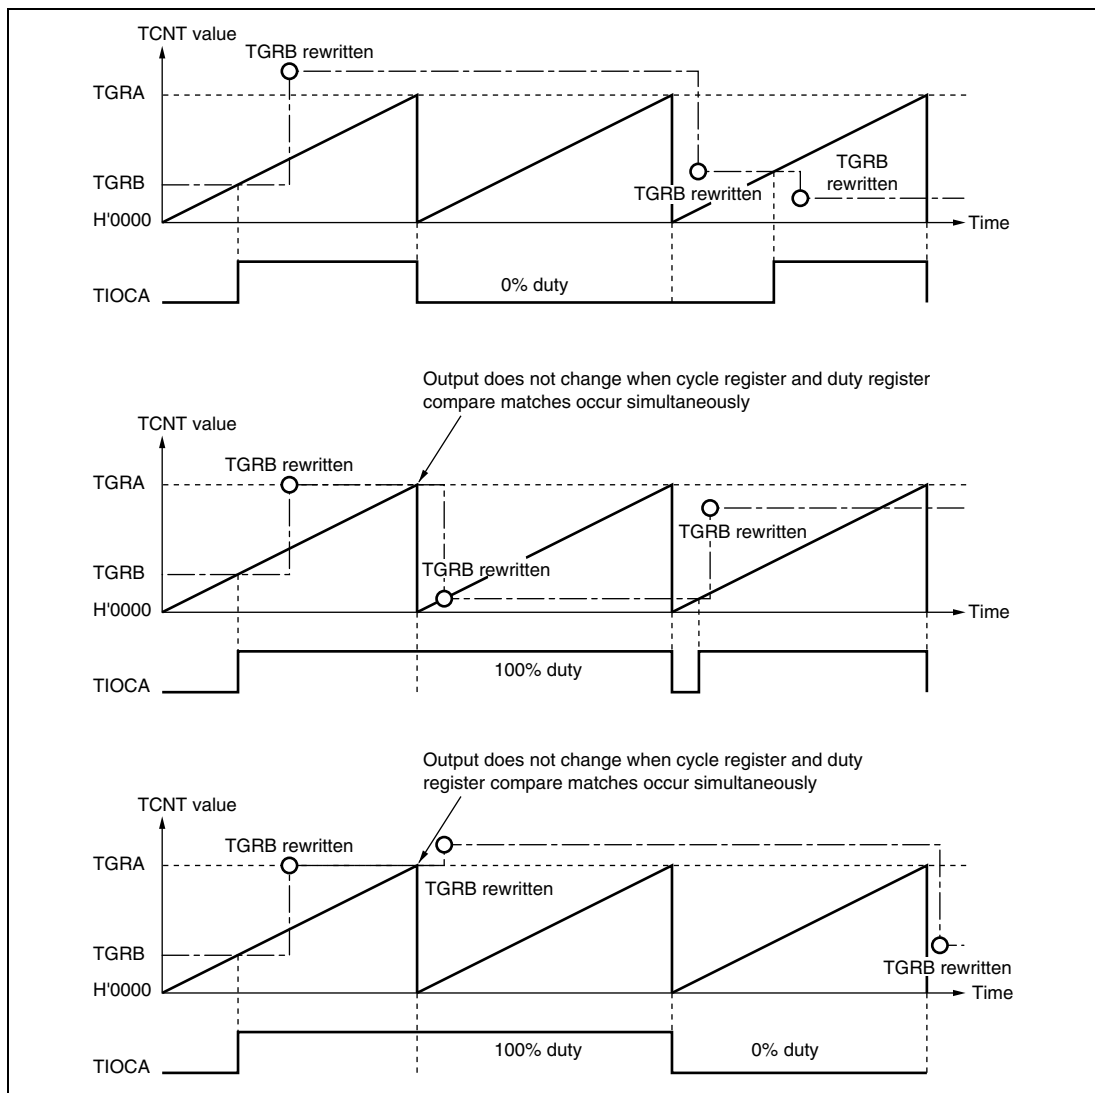 TCNT value
TGRB rewritten
TGRA
TGRB
rewritten
TGRB
TGRB rewritten
H'0000
Time
0% duty
TIOCA
Output does not change when cycle register and duty register
compare matches occur simultaneously
TCNT value
TGRB rewritten
TGRA
TGRB rewritten
TGRB
TGRB rewritten
H'0000
Time
100% duty
TIOCA
Output does not change when cycle register and duty
register compare matches occur simultaneously
TCNT value
TGRB rewritten
TGRA
TGRB rewritten
TGRB
TGRB rewritten
H'0000
Time
100% duty
0% duty
TIOCA